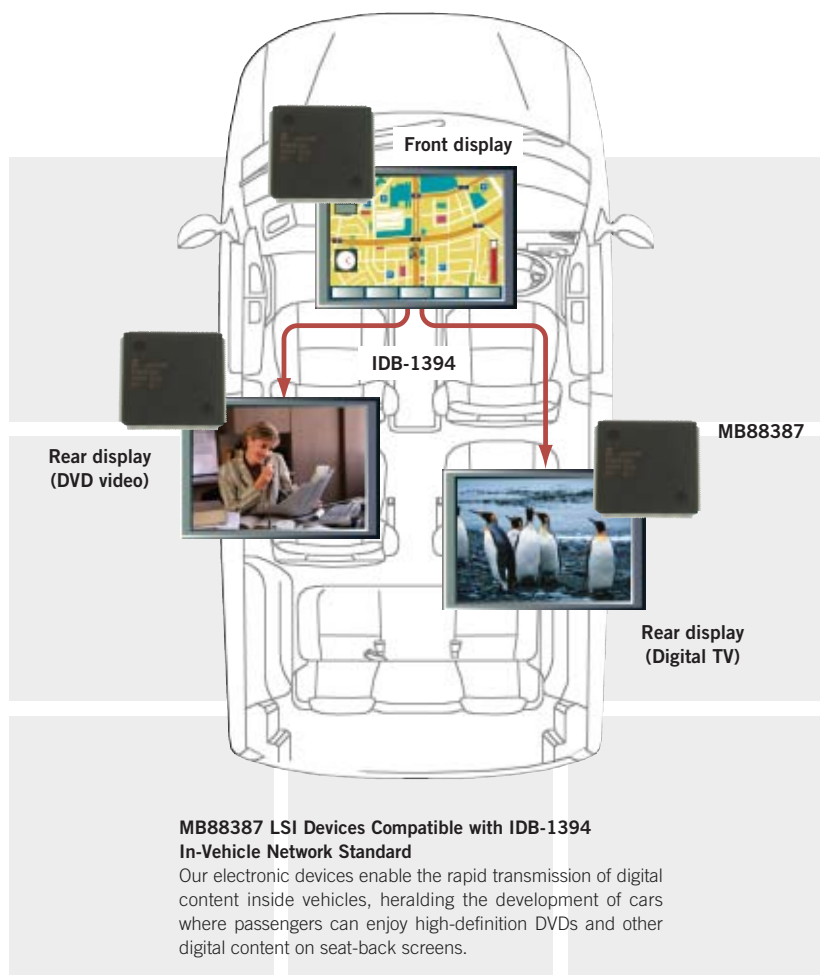 Front display
IDB-1394
MB88387
Rear display
(DVD video)
Rear display
(Digital TV)
MB88387 LSI Devices Compatible with IDB-1394
In-Vehicle Network Standard
Our electronic devices enable the rapid transmission of digital
content inside vehicles, heralding the development of cars
where passengers can enjoy high-definition DVDs and other
digital content on seat-back screens.